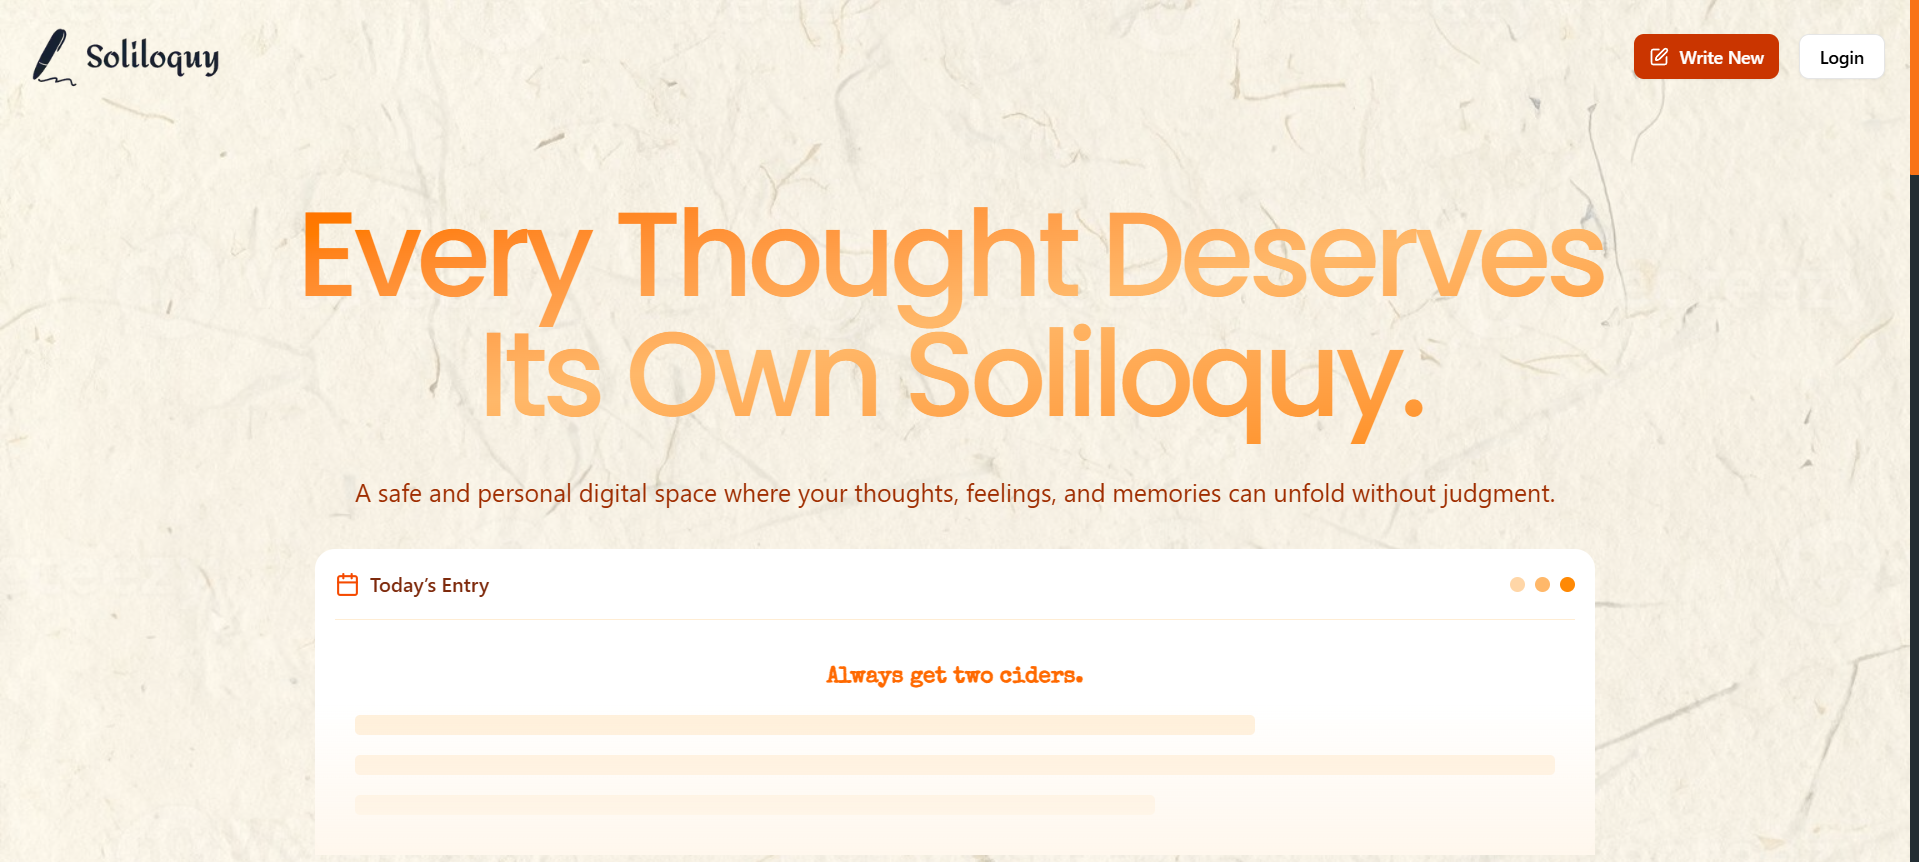 Soliloquy
Write New
Login
Every Thought Deserves
Its Own Soliloquy.
A safe and personal digital space where your thoughts, feelings, and memories can unfold without judgment.
Today’s Entry
Always get two ciders.